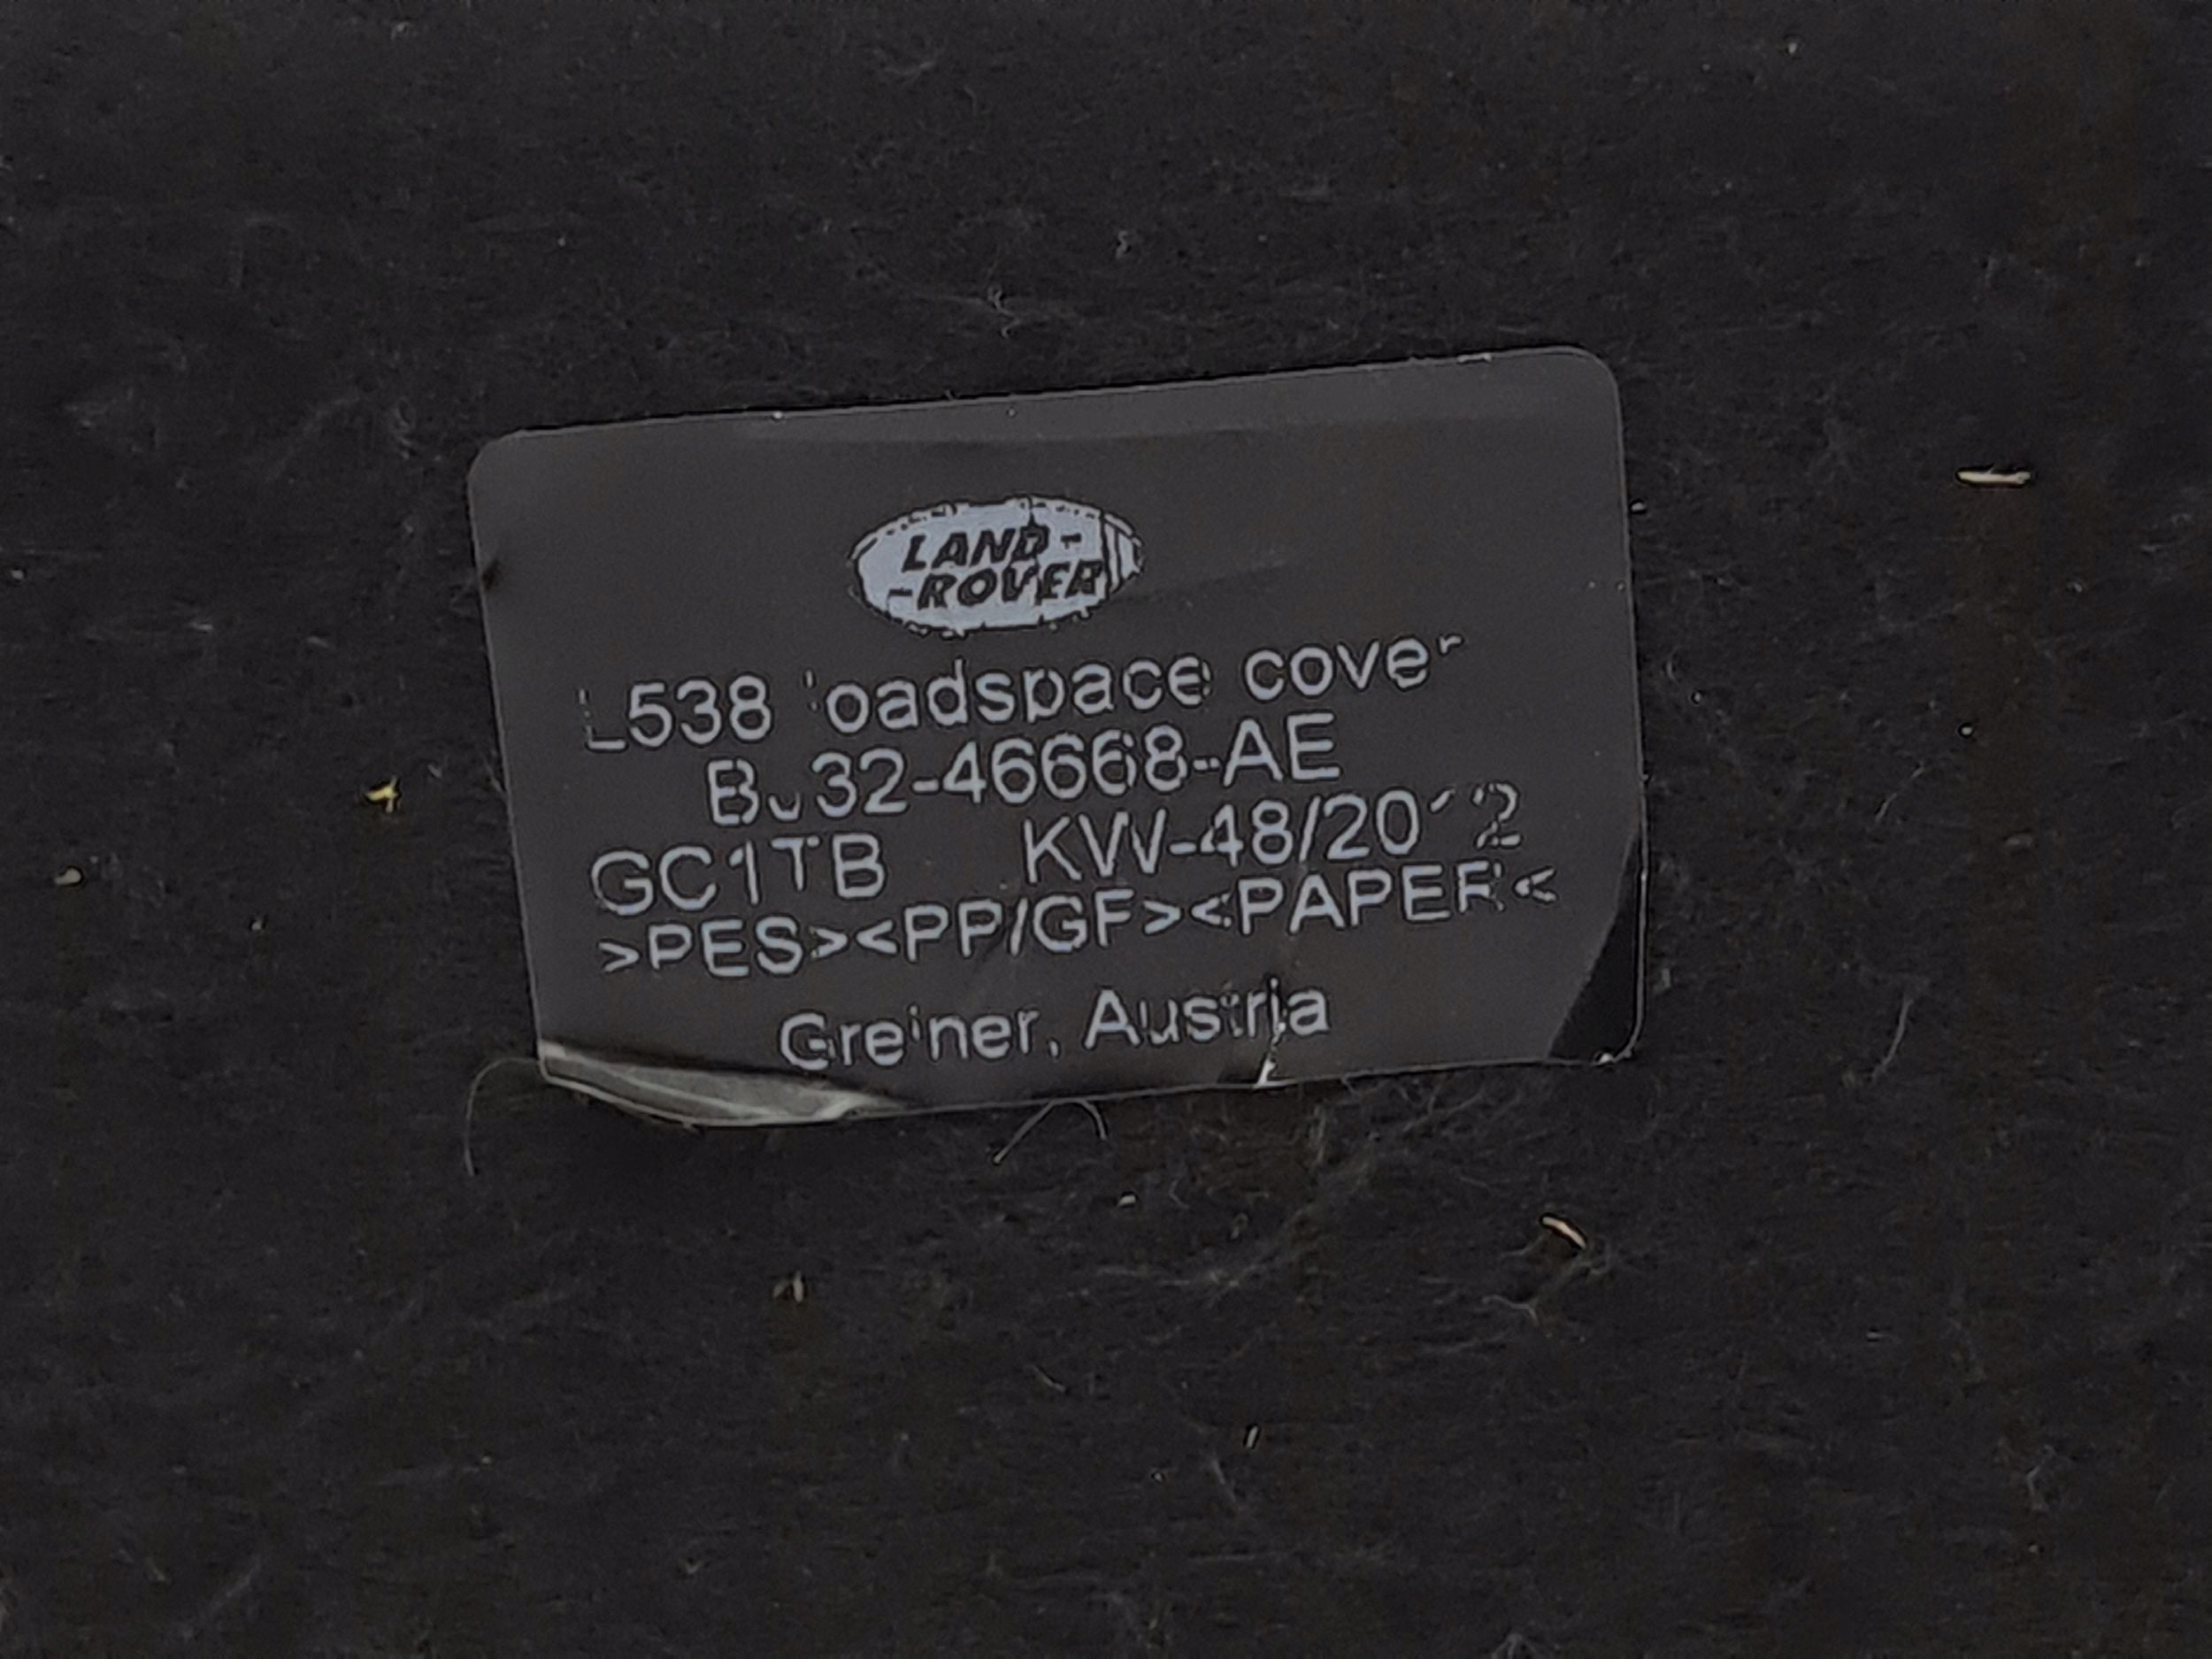 LAND-
-ROVER
L538 loadspace cover
BJ32-46668-AE
GC1TB KW-48/2012
>PES><PP/GF><PAPER<
Greiner, Austria